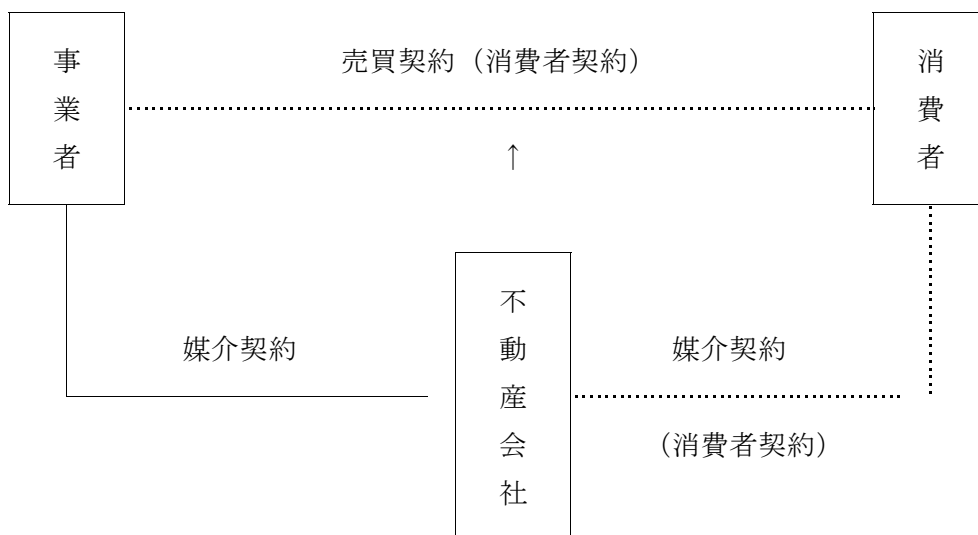 事業者
売買契約（消費者契約）
消費者
↑
不動産会社
媒介契約
媒介契約
（消費者契約）